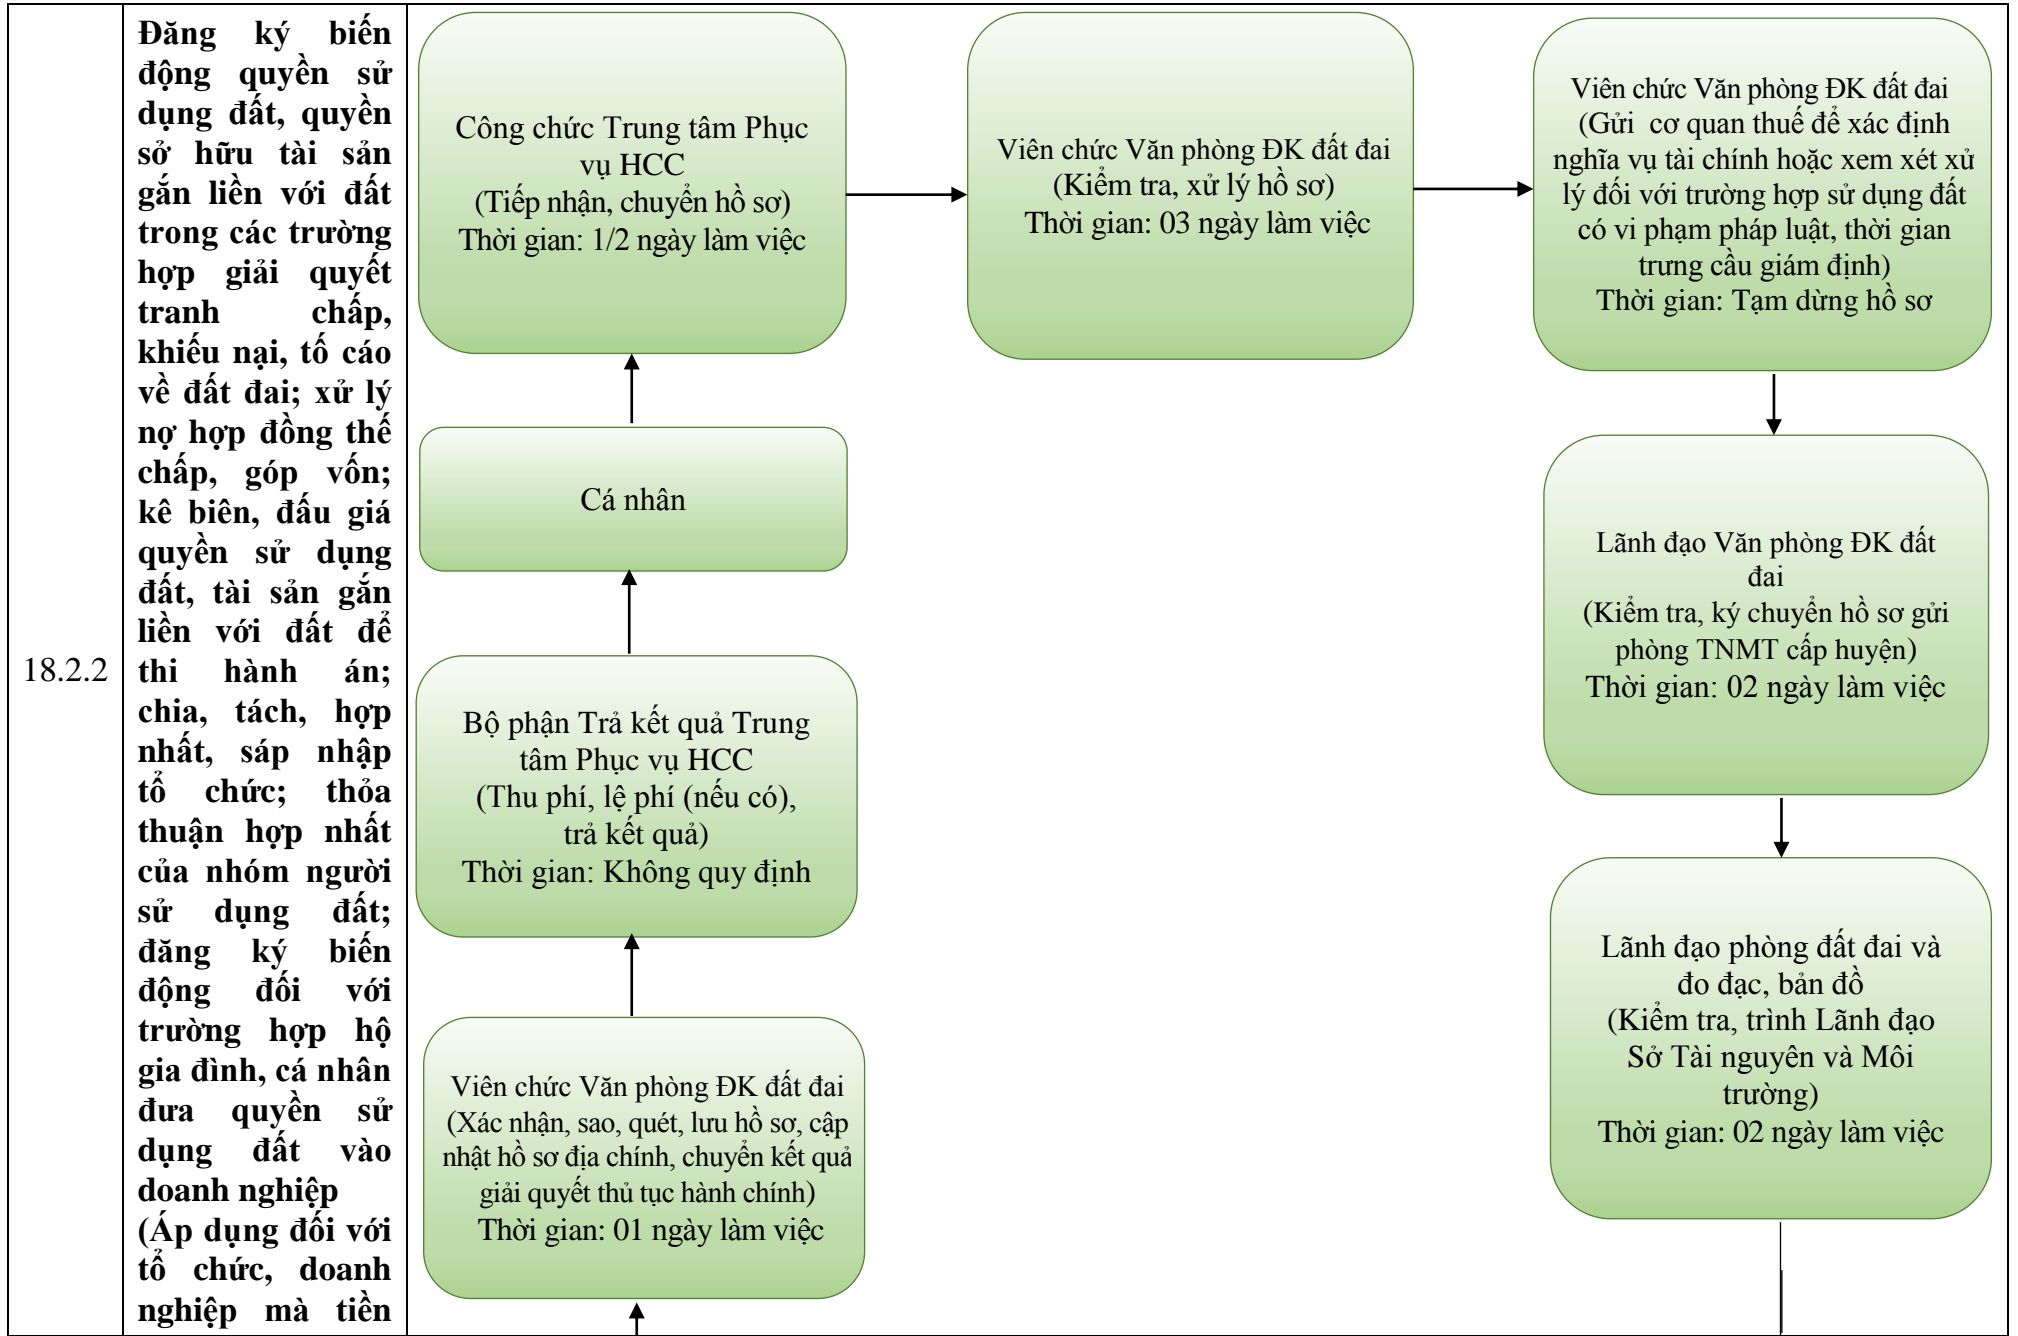 18.2.2
Đăng ký biến
động quyền sử
dụng đất, quyền
sở hữu tài sản
gắn liền với đất
trong các trường
hợp giải quyết
tranh chấp,
khiếu nại, tố cáo
về đất đai; xử lý
nợ hợp đồng thế
chấp, góp vốn;
kê biên, đấu giá
quyền sử dụng
đất, tài sản gắn
liền với đất để
thi hành án;
chia, tách, hợp
nhất, sáp nhập
tổ chức; thỏa
thuận hợp nhất
của nhóm người
sử dụng đất;
đăng ký biến
động đối với
trường hợp hộ
gia đình, cá nhân
đưa quyền sử
dụng đất vào
doanh nghiệp
(Áp dụng đối với
tổ chức, doanh
nghiệp mà tiền
Công chức Trung tâm Phục
vụ HCC
(Tiếp nhận, chuyển hồ sơ)
Thời gian: 1/2 ngày làm việc
Viên chức Văn phòng ĐK đất đai
(Kiểm tra, xử lý hồ sơ)
Thời gian: 03 ngày làm việc
Viên chức Văn phòng ĐK đất đai
(Gửi cơ quan thuế để xác định
nghĩa vụ tài chính hoặc xem xét xử
lý đối với trường hợp sử dụng đất
có vi phạm pháp luật, thời gian
trưng cầu giám định)
Thời gian: Tạm dừng hồ sơ
Cá nhân
Lãnh đạo Văn phòng ĐK đất
đai
(Kiểm tra, ký chuyển hồ sơ gửi
phòng TNMT cấp huyện)
Thời gian: 02 ngày làm việc
Bộ phận Trả kết quả Trung
tâm Phục vụ HCC
(Thu phí, lệ phí (nếu có),
trả kết quả)
Thời gian: Không quy định
Lãnh đạo phòng đất đai và
đo đạc, bản đồ
(Kiểm tra, trình Lãnh đạo
Sở Tài nguyên và Môi
trường)
Thời gian: 02 ngày làm việc
Viên chức Văn phòng ĐK đất đai
(Xác nhận, sao, quét, lưu hồ sơ, cập
nhật hồ sơ địa chính, chuyển kết quả
giải quyết thủ tục hành chính)
Thời gian: 01 ngày làm việc